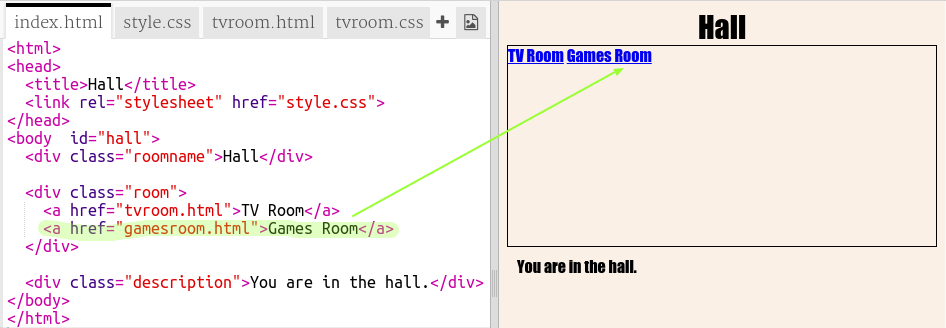 index.html style.css tvroom.html tvroom.css +
<html>
<head>
<title>Hall</title>
<link rel="stylesheet" href="style.css">
</head>
<body  id="hall">
<div class="roomname">Hall</div>
<div class="room">
<a href="tvroom.html">TV Room</a>
<a href="gamesroom.html">Games Room</a>
</div>
<div class="description">You are in the hall.</div>
</body>
</html>
Hall
TV Room Games Room
You are in the hall.